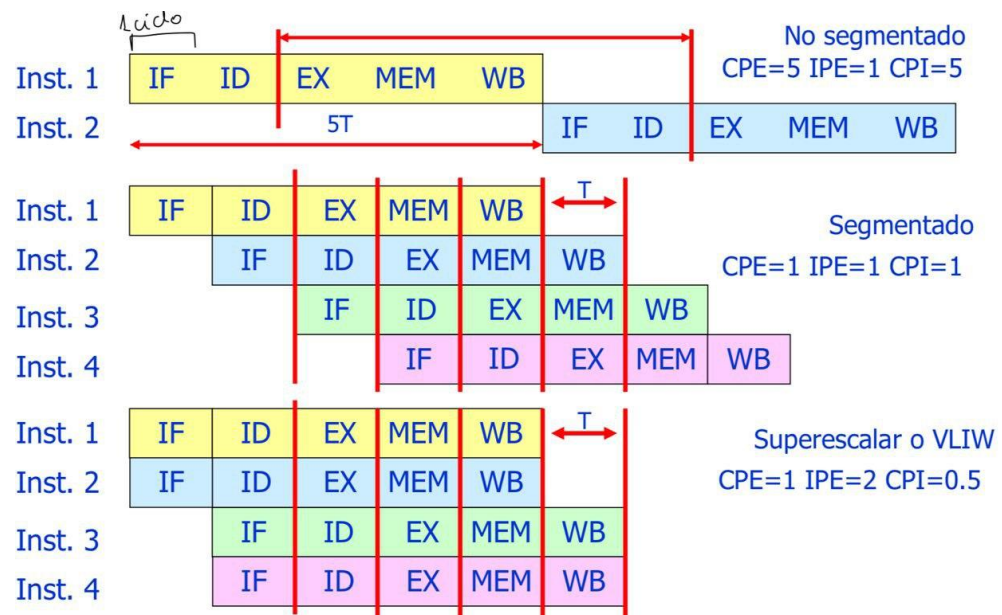 1 ciclo
No segmentado
CPE=5 IPE=1 CPI=5
Inst. 1 IF ID EX MEM WB
Inst. 2 IF ID EX MEM WB
5T
Inst. 1 IF ID EX MEM WB T
Segmentado
Inst. 2 IF ID EX MEM WB
CPE=1 IPE=1 CPI=1
Inst. 3 IF ID EX MEM WB
Inst. 4 IF ID EX MEM WB
Inst. 1 IF ID EX MEM WB T
Superescalar o VLIW
Inst. 2 IF ID EX MEM WB
CPE=1 IPE=2 CPI=0.5
Inst. 3 IF ID EX MEM WB
Inst. 4 IF ID EX MEM WB